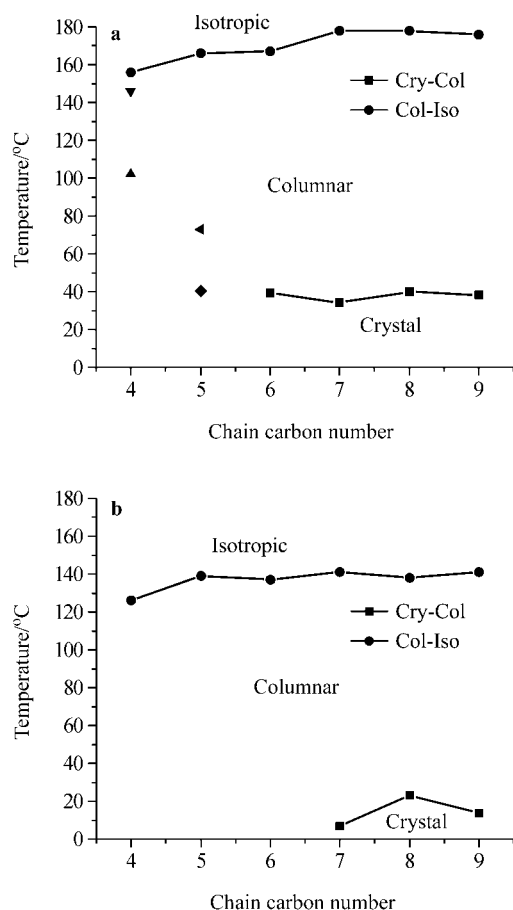 a
Isotropic
180
160
140
120
100
80
60
40
20
0
Temperature/°C
Cry-Col
Col-Iso
Columnar
Crystal
4 5 6 7 8 9
Chain carbon number
b
Isotropic
180
160
140
120
100
80
60
40
20
0
Temperature/°C
Cry-Col
Col-Iso
Columnar
Crystal
4 5 6 7 8 9
Chain carbon number